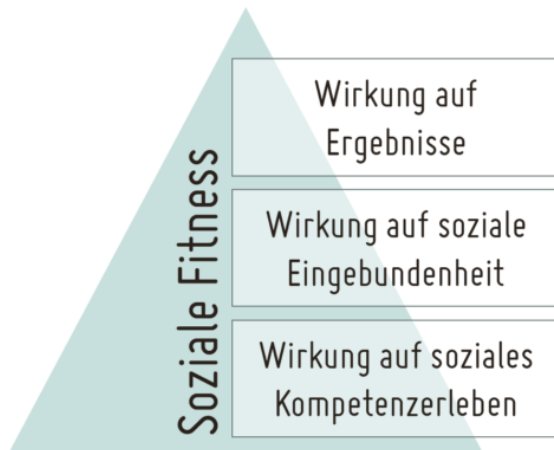 Soziale Fitness
Wirkung auf
Ergebnisse
Wirkung auf soziale
Eingebundenheit
Wirkung auf soziales
Kompetenzerleben